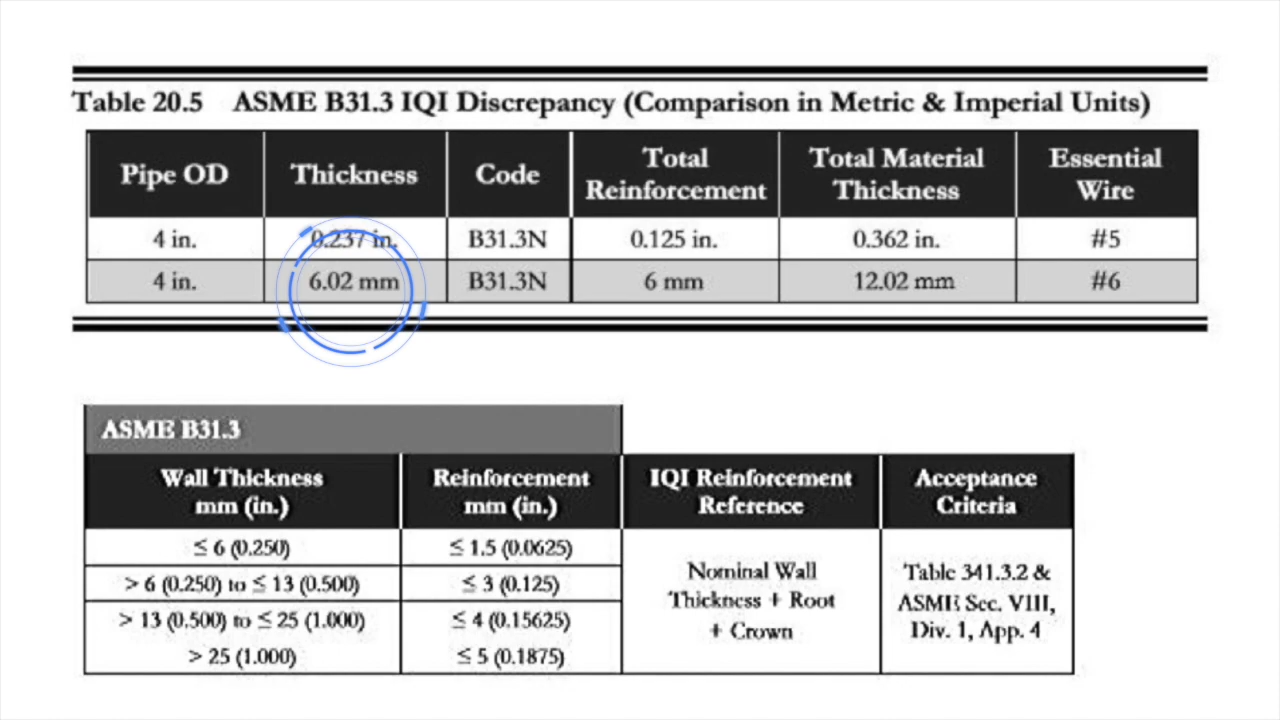 Table 20.5 ASME B31.3 IQI Discrepancy (Comparison in Metric & Imperial Units)
Pipe OD Thickness Code Total Reinforcement Total Material Thickness Essential Wire
4 in. 0.237 in. B31.3N 0.125 in. 0.362 in. #5
4 in. 6.02 mm B31.3N 6 mm 12.02 mm #6
ASME B31.3
Wall Thickness mm (in.) Reinforcement mm (in.) IQI Reinforcement Reference Acceptance Criteria
≤ 6 (0.250) ≤ 1.5 (0.0625)
> 6 (0.250) to ≤ 13 (0.500) ≤ 3 (0.125)
> 13 (0.500) to ≤ 25 (1.000) ≤ 4 (0.15625)
> 25 (1.000) ≤ 5 (0.1875)
Nominal Wall
Thickness + Root
+ Crown
Table 341.3.2 &
ASME Sec. VIII,
Div. 1, App. 4